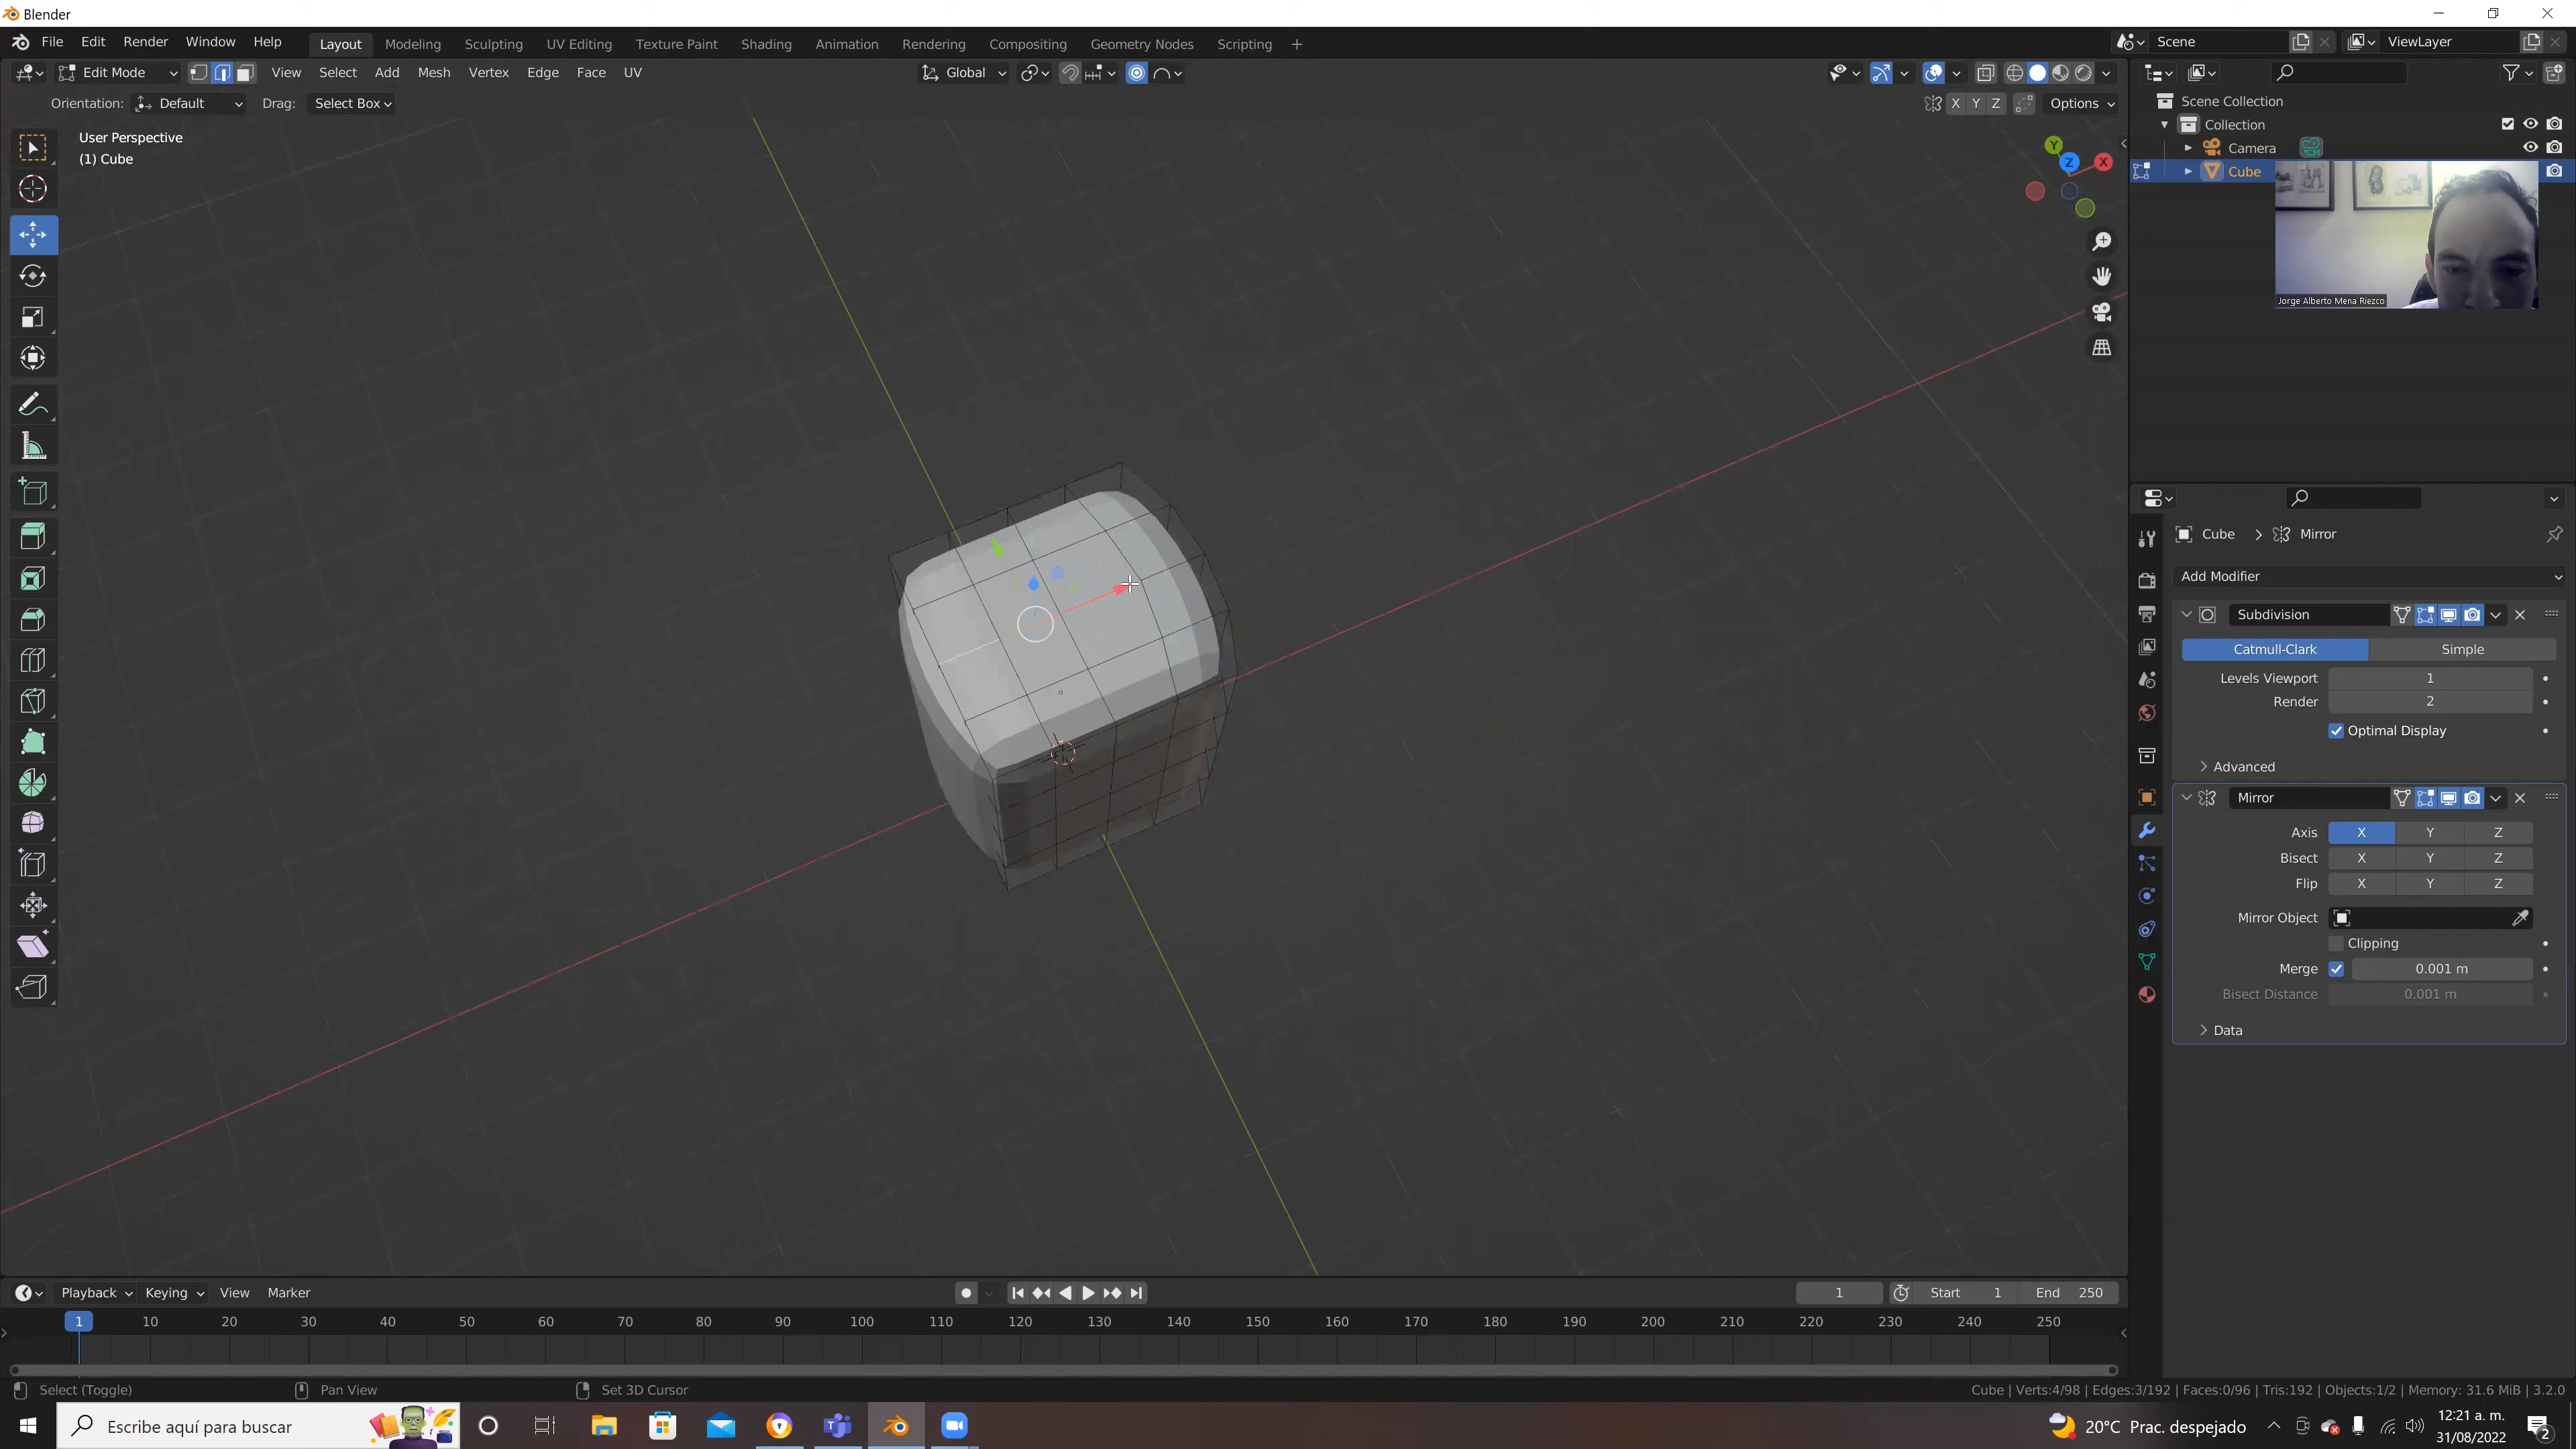 Blender
File Edit Render Window Help Layout Modeling Sculpting UV Editing Texture Paint Shading Animation Rendering Compositing Geometry Nodes Scripting + Scene ViewLayer
Edit Mode View Select Add Mesh Vertex Edge Face UV Global
Orientation: Default Drag: Select Box X Y Z Options
User Perspective
(1) Cube
Y
Z
X
Scene Collection
Collection
Camera
Cube
Jorge Alberto Mena Riezco
Cube > Mirror
Add Modifier
Subdivision
Catmull-Clark Simple
Levels Viewport 1
Render 2
Optimal Display
Advanced
Mirror
Axis X Y Z
Bisect X Y Z
Flip X Y Z
Mirror Object
Clipping
Merge 0.001 m
Bisect Distance 0.001 m
Data
Playback Keying View Marker 1 Start 1 End 250
1 10 20 30 40 50 60 70 80 90 100 110 120 130 140 150 160 170 180 190 200 210 220 230 240 250
Select (Toggle) Pan View Set 3D Cursor Cube | Verts:4/98 | Edges:3/192 | Faces:0/96 | Tris:192 | Objects:1/2 | Memory: 31.6 MiB | 3.2.0
Escribe aquí para buscar 20°C Prac. despejado 12:21 a. m.
31/08/2022 2